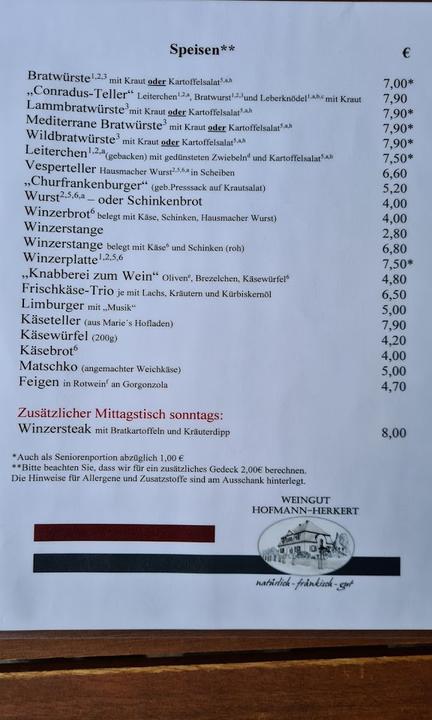 Speisen** €
Bratwürste1,2,3 mit Kraut oder Kartoffelsalat5,a,h 7,00*
„Conradus-Teller“ Leiterchen1,2,a, Bratwurst1,2,3und Leberknödel1,a,b,c mit Kraut 7,90
Lammbratwürste3mit Kraut oder Kartoffelsalat5,a,h 7,90*
Mediterrane Bratwürste3 mit Kraut oder Kartoffelsalat5,a,h 7,90*
Wildbratwürste3 mit Kraut oder Kartoffelsalat5,a,h 7,90*
Leiterchen1,2,a(gebacken) mit gedünsteten Zwiebelnd und Kartoffelsalat5,a,h 7,50*
Vesperteller Hausmacher Wurst2,5,6,a in Scheiben 6,60
„Churfrankenburger“ (geb.Presssack auf Krautsalat) 5,20
Wurst2,5,6,a – oder Schinkenbrot 4,00
Winzerbrot6 belegt mit Käse, Schinken, Hausmacher Wurst) 4,00
Winzerstange 2,80
Winzerstange belegt mit Käse6 und Schinken (roh) 6,80
Winzerplatte1,2,5,6 7,50*
„Knabberei zum Wein“ Olivene, Brezelchen, Käsewürfel6 4,80
Frischkäse-Trio je mit Lachs, Kräutern und Kürbiskernöl 6,50
Limburger mit „Musik“ 5,00
Käseteller (aus Marie´s Hofladen) 7,90
Käsewürfel (200g) 4,20
Käsebrot6 4,00
Matschko (angemachter Weichkäse) 5,00
Feigen in Rotweinf an Gorgonzola 4,70
Zusätzlicher Mittagstisch sonntags:
Winzersteak mit Bratkartoffeln und Kräuterdipp 8,00
*Auch als Seniorenportion abzüglich 1,00 €
**Bitte beachten Sie, dass wir für ein zusätzliches Gedeck 2,00€ berechnen.
Die Hinweise für Allergene und Zusatzstoffe sind am Ausschank hinterlegt.
WEINGUT
HOFMANN-HERKERT
natürlich-fränkisch-gut